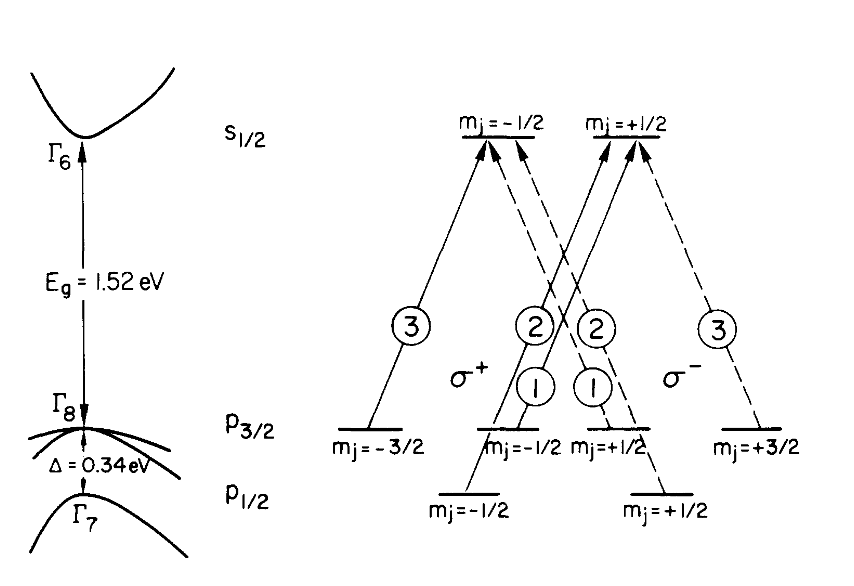 s1/2
mj=-1/2
mj=+1/2
Γ6
Eg = 1.52 eV
3
2
2
3
σ+
1
1
σ-
Γ8
p3/2
mj=-3/2
mj=-1/2
mj=+1/2
mj=+3/2
Δ = 0.34 eV
p1/2
mj=-1/2
mj=+1/2
Γ7